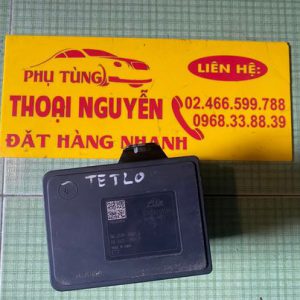 PHỤ TÙNG
LIÊN HỆ:
THOẠI NGUYỄN
02.466.599.788
0968.33.88.39
ĐẶT HÀNG NHANH
TETLO